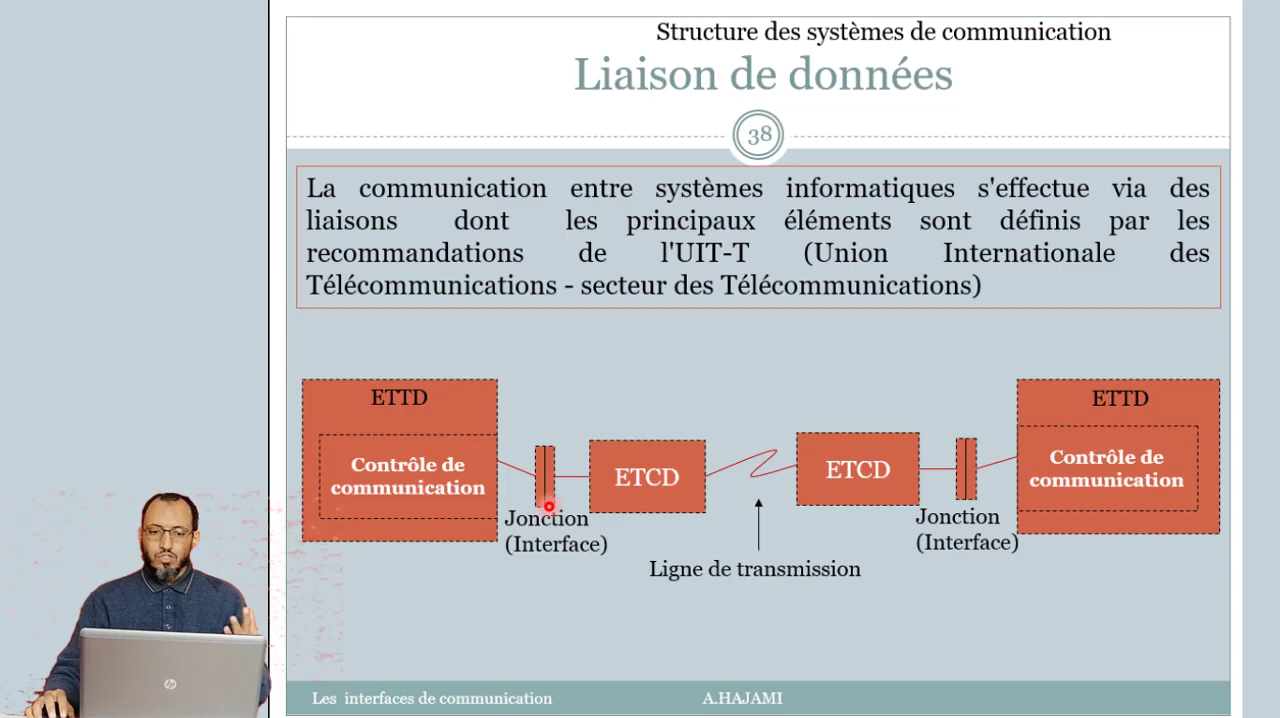 Structure des systèmes de communication
Liaison de données
38
La communication entre systèmes informatiques s'effectue via des
liaisons dont les principaux éléments sont définis par les
recommandations de l'UIT-T (Union Internationale des
Télécommunications - secteur des Télécommunications)
ETTD
Contrôle de
communication
Jonction
(Interface)
ETCD
Ligne de transmission
ETCD
Jonction
(Interface)
ETTD
Contrôle de
communication
hp
Les interfaces de communication
A.HAJAMI